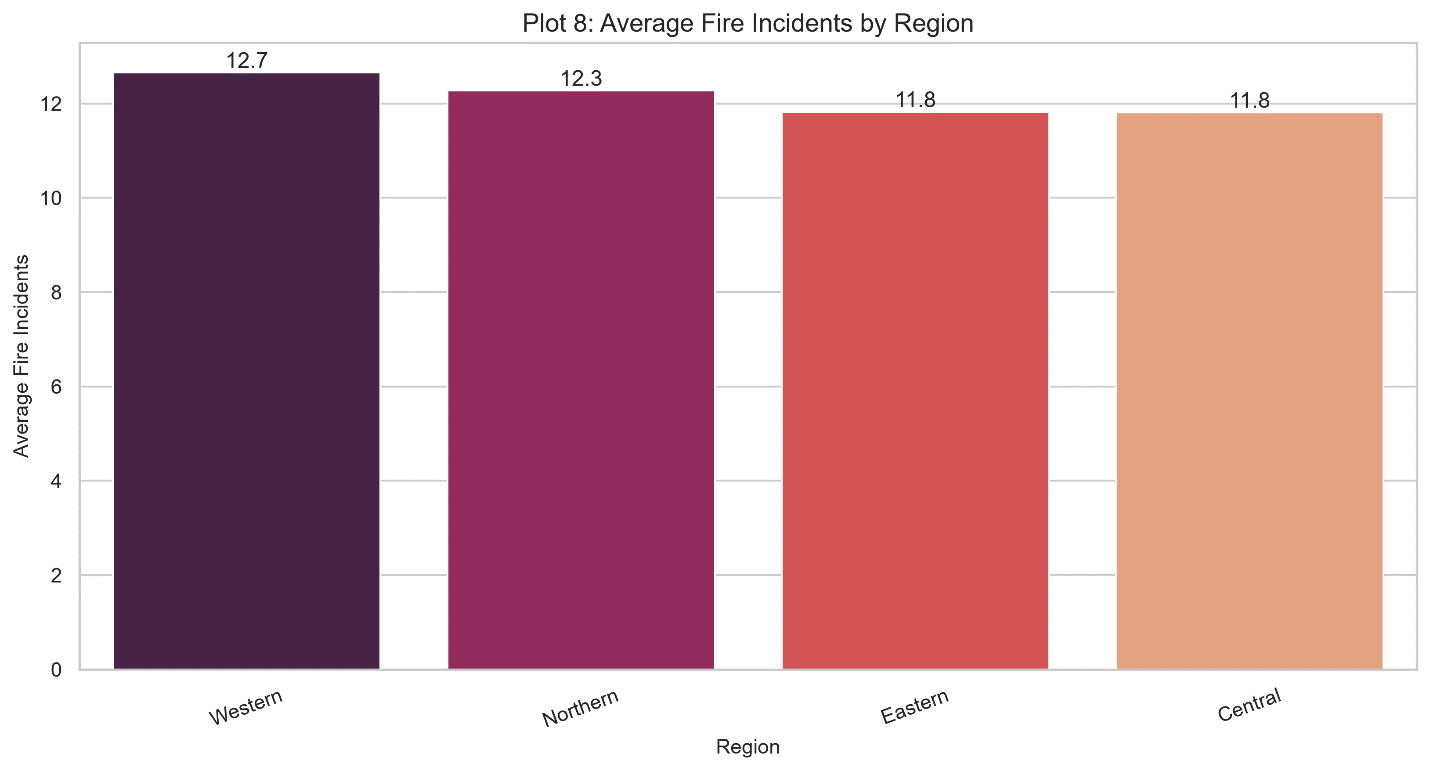 Plot 8: Average Fire Incidents by Region
12.7
12.3
11.8
11.8
12
10
8
6
4
2
0
Average Fire Incidents
Western
Northern
Eastern
Central
Region